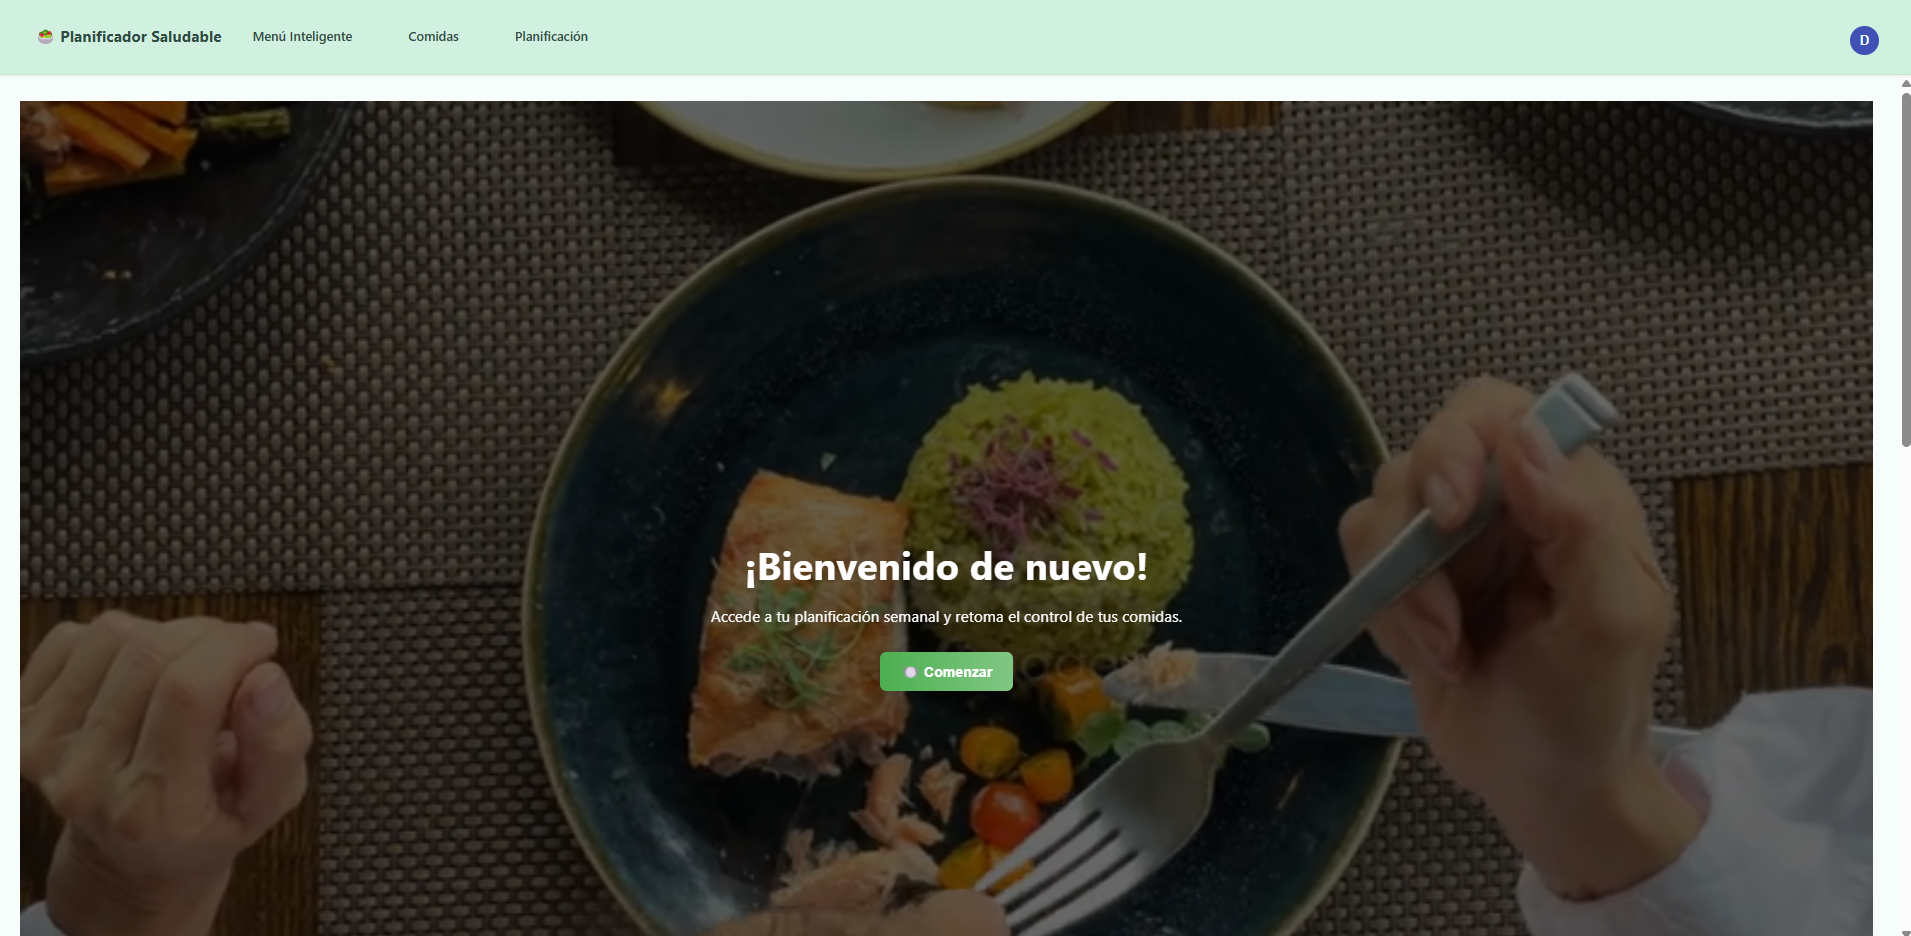 Planificador Saludable
Menú Inteligente
Comidas
Planificación
D
¡Bienvenido de nuevo!
Accede a tu planificación semanal y retoma el control de tus comidas.
Comenzar